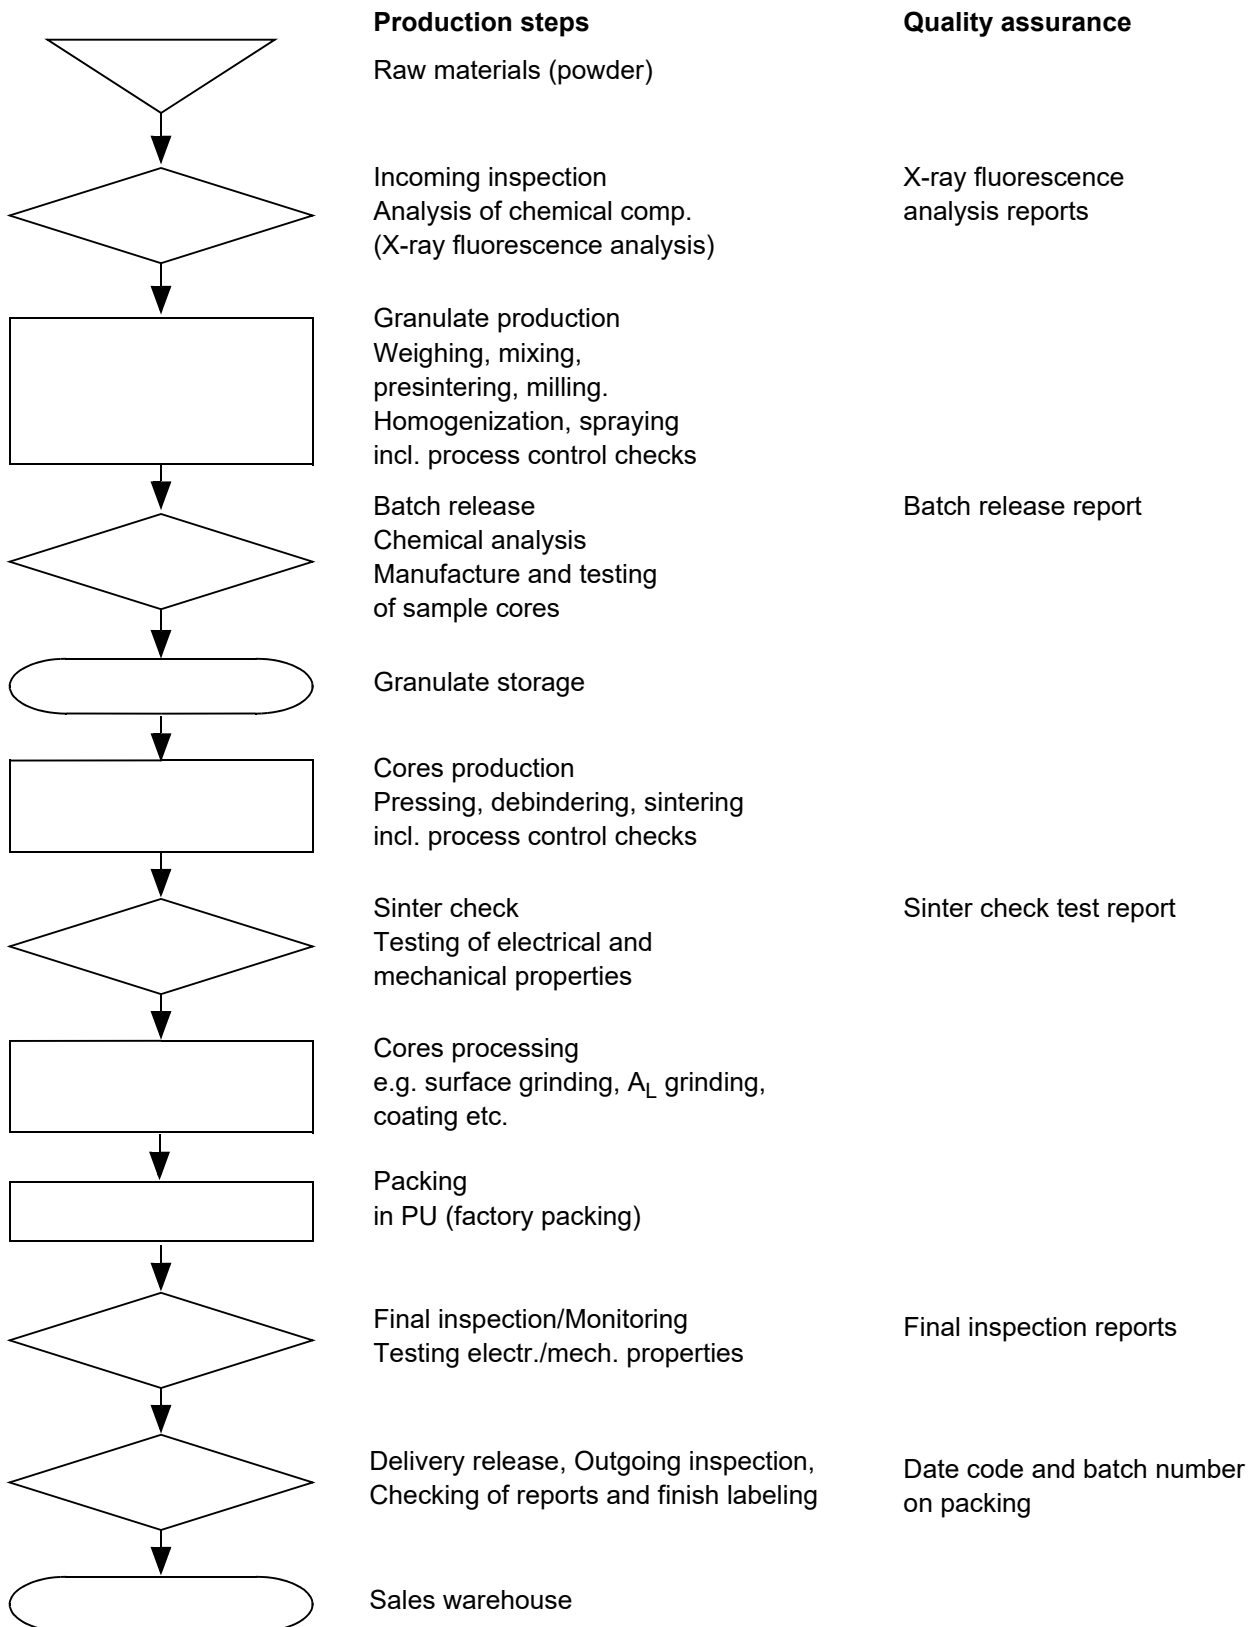 Production steps
Quality assurance
Raw materials (powder)
Incoming inspection
Analysis of chemical comp.
(X-ray fluorescence analysis)
X-ray fluorescence
analysis reports
Granulate production
Weighing, mixing,
presintering, milling.
Homogenization, spraying
incl. process control checks
Batch release
Chemical analysis
Manufacture and testing
of sample cores
Batch release report
Granulate storage
Cores production
Pressing, debindering, sintering
incl. process control checks
Sinter check
Testing of electrical and
mechanical properties
Sinter check test report
Cores processing
e.g. surface grinding, AL grinding,
coating etc.
Packing
in PU (factory packing)
Final inspection/Monitoring
Testing electr./mech. properties
Final inspection reports
Delivery release, Outgoing inspection,
Checking of reports and finish labeling
Date code and batch number
on packing
Sales warehouse